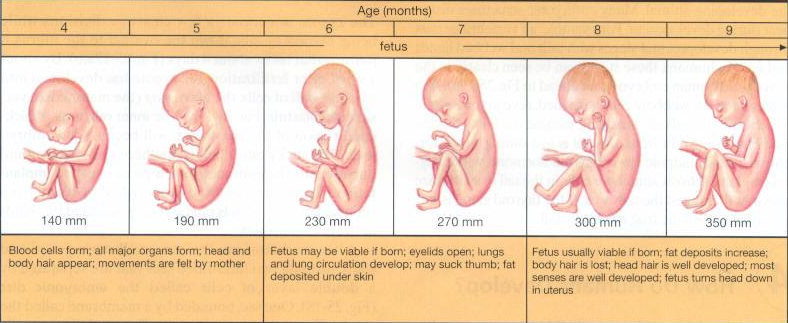 Age (months)
4 5 6 7 8 9
fetus
140 mm 190 mm 230 mm 270 mm 300 mm 350 mm
Blood cells form; all major organs form; head and
body hair appear; movements are felt by mother
Fetus may be viable if born; eyelids open; lungs
and lung circulation develop; may suck thumb; fat
deposited under skin
Fetus usually viable if born; fat deposits increase;
body hair is lost; head hair is well developed; most
senses are well developed; fetus turns head down
in uterus